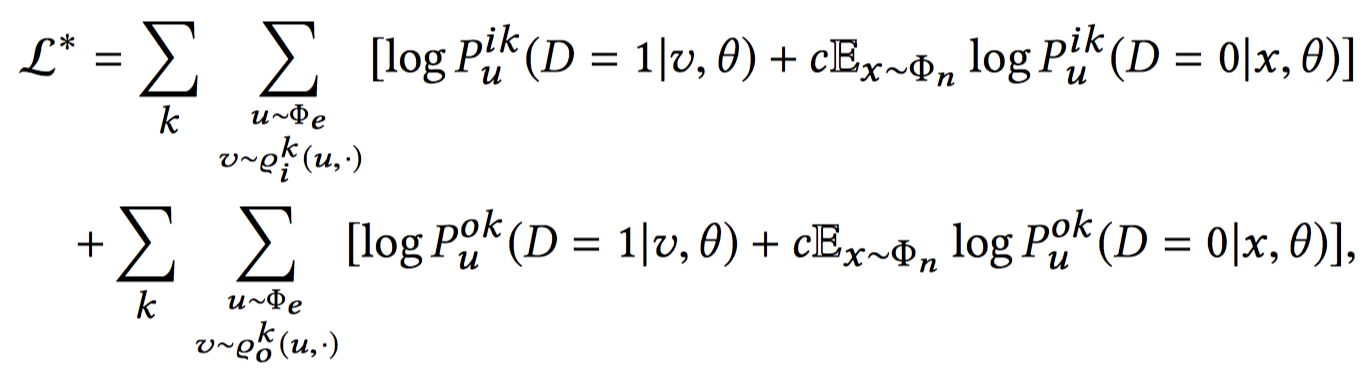 ℒ* = ∑_k ∑_{u∼Φ_e, v∼ϱ_i^k(u,·)} [log P_u^{ik}(D = 1|v, θ) + c𝔼_{x∼Φ_n} log P_u^{ik}(D = 0|x, θ)]
+ ∑_k ∑_{u∼Φ_e, v∼ϱ_o^k(u,·)} [log P_u^{ok}(D = 1|v, θ) + c𝔼_{x∼Φ_n} log P_u^{ok}(D = 0|x, θ)],